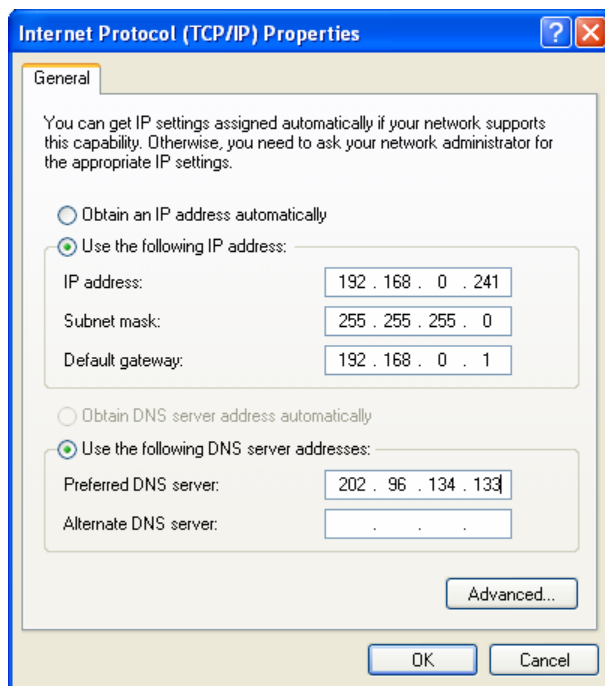 Internet Protocol (TCP/IP) Properties
General
You can get IP settings assigned automatically if your network supports
this capability. Otherwise, you need to ask your network administrator for
the appropriate IP settings.
Obtain an IP address automatically
Use the following IP address:
IP address: 192 . 168 . 0 . 241
Subnet mask: 255 . 255 . 255 . 0
Default gateway: 192 . 168 . 0 . 1
Obtain DNS server address automatically
Use the following DNS server addresses:
Preferred DNS server: 202 . 96 . 134 . 133
Alternate DNS server: . . .
Advanced...
OK Cancel